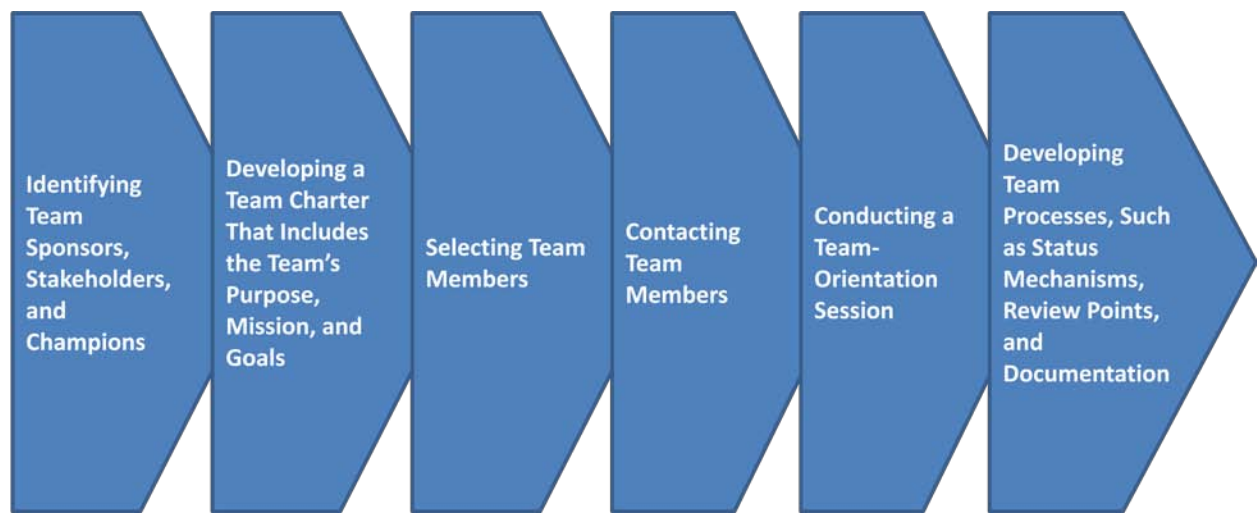 Identifying
Team
Sponsors,
Stakeholders,
and
Champions
Developing a
Team Charter
That Includes
the Team’s
Purpose,
Mission, and
Goals
Selecting Team
Members
Contacting
Team
Members
Conducting a
Team-
Orientation
Session
Developing
Team
Processes, Such
as Status
Mechanisms,
Review Points,
and
Documentation